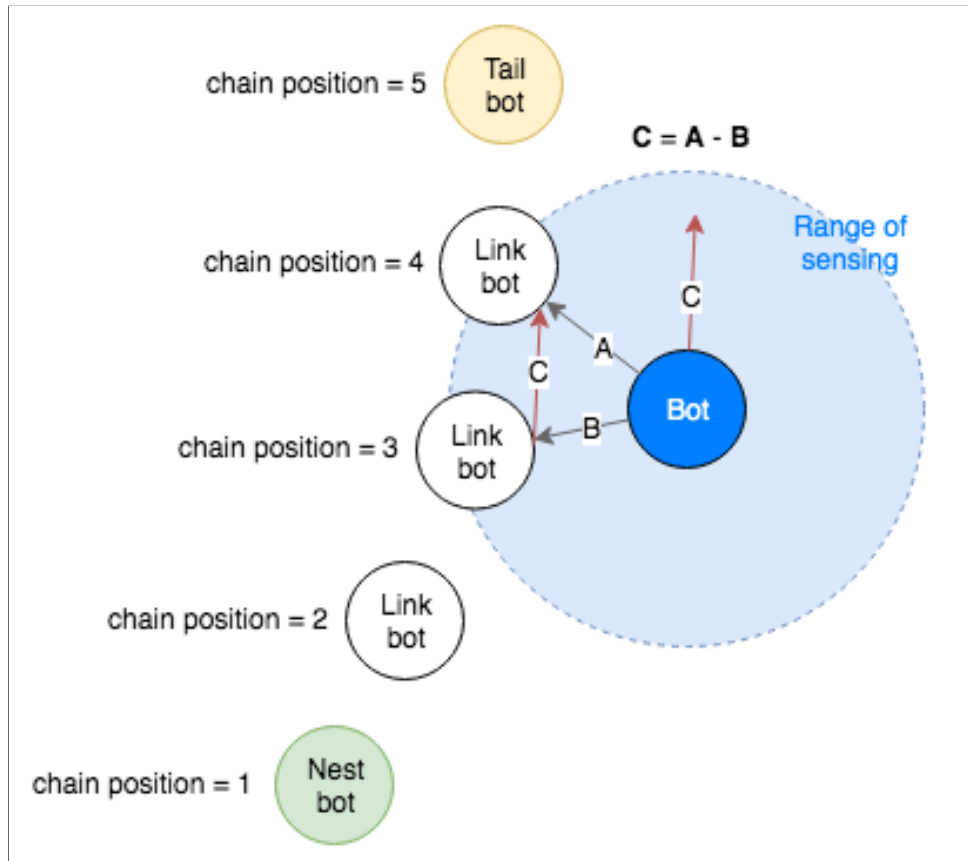 chain position = 5
Tail
bot
C = A - B
Range of
sensing
chain position = 4
Link
bot
C
A
C
B
Bot
chain position = 3
Link
bot
chain position = 2
Link
bot
chain position = 1
Nest
bot